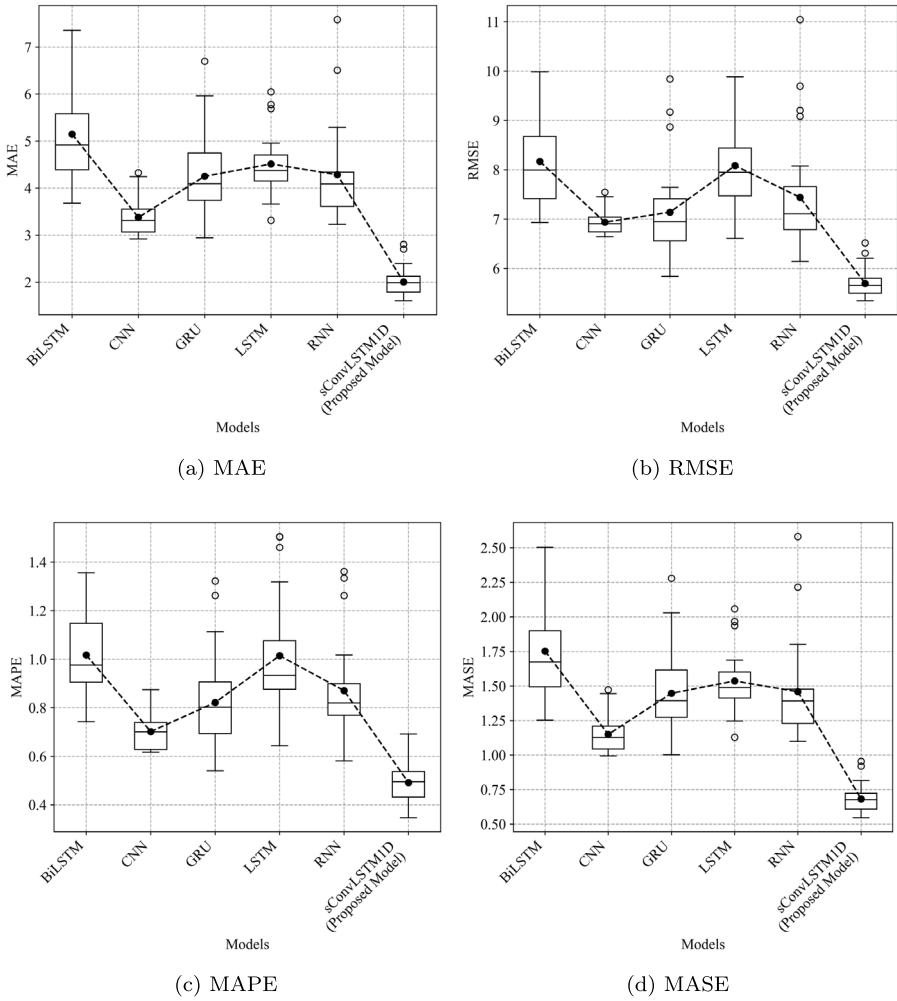 MAE
7
6
5
4
3
2
BiLSTM
CNN
GRU
LSTM
RNN
sConvLSTM1D
(Proposed Model)
Models
(a) MAE
RMSE
11
10
9
8
7
6
BiLSTM
CNN
GRU
LSTM
RNN
sConvLSTM1D
(Proposed Model)
Models
(b) RMSE
MAPE
1.4
1.2
1.0
0.8
0.6
0.4
BiLSTM
CNN
GRU
LSTM
RNN
sConvLSTM1D
(Proposed Model)
Models
(c) MAPE
MASE
2.50
2.25
2.00
1.75
1.50
1.25
1.00
0.75
0.50
BiLSTM
CNN
GRU
LSTM
RNN
sConvLSTM1D
(Proposed Model)
Models
(d) MASE